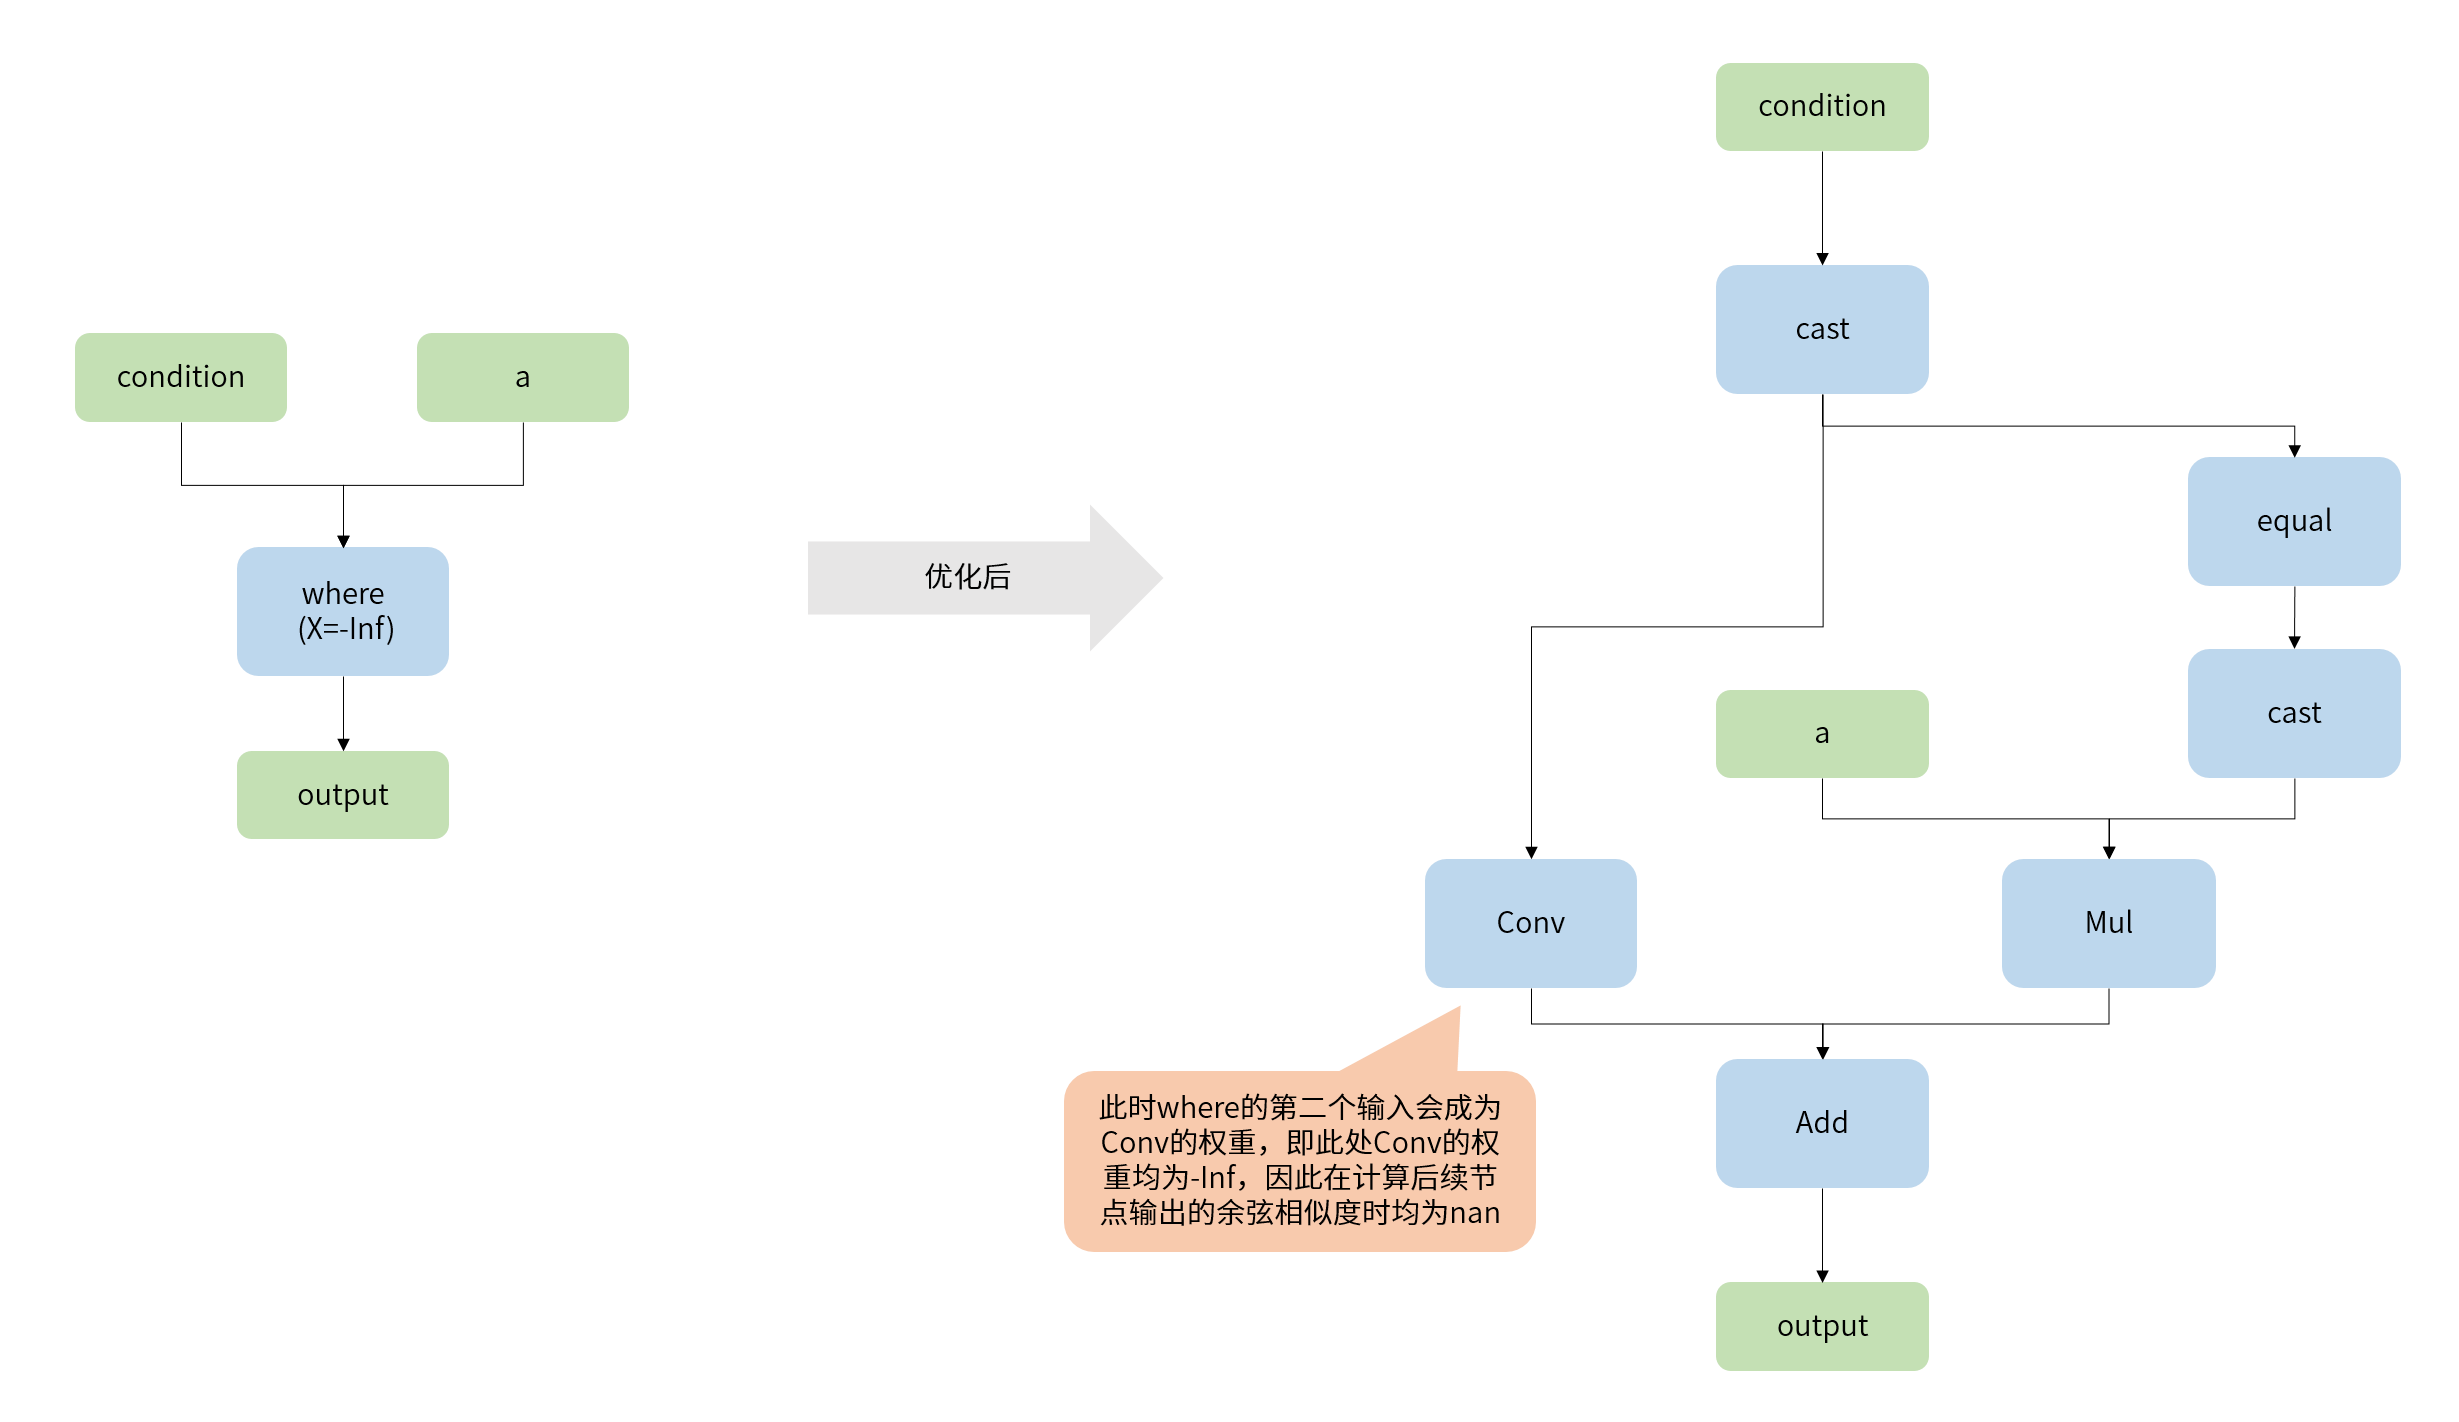 condition
a
where
(X=-Inf)
output
优化后
condition
cast
equal
cast
a
Conv
Mul
此时where的第二个输入会成为
Conv的权重，即此处Conv的权
重均为-Inf，因此在计算后续节
点输出的余弦相似度时均为nan
Add
output